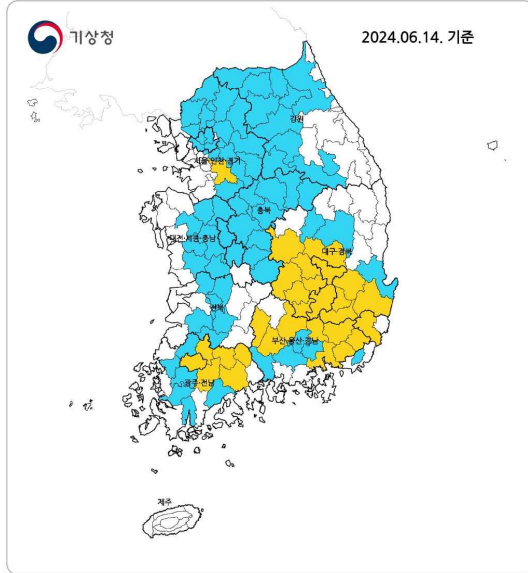 기상청
2024.06.14. 기준
강원
서울·인천·경기
충북
대전·세종·충남
대구·경북
전북
부산·울산·경남
광주·전남
제주